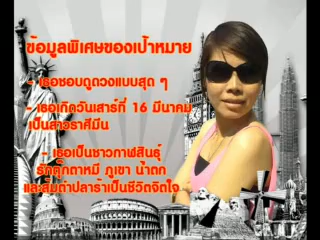 ข้อมูลพิเศษของเป้าหมาย
- เธอชอบดูดวงแบบสุด ๆ
- เธอเกิดวันเสาร์ที่ 16 มีนาคม
เป็นสาวราศีมีน
- เธอเป็นชาวกาฬสินธุ์
รักตุ๊กตาหมี ภูเขา น้ำตก
และส้มตำปลาร้าเป็นชีวิตจิตใจ